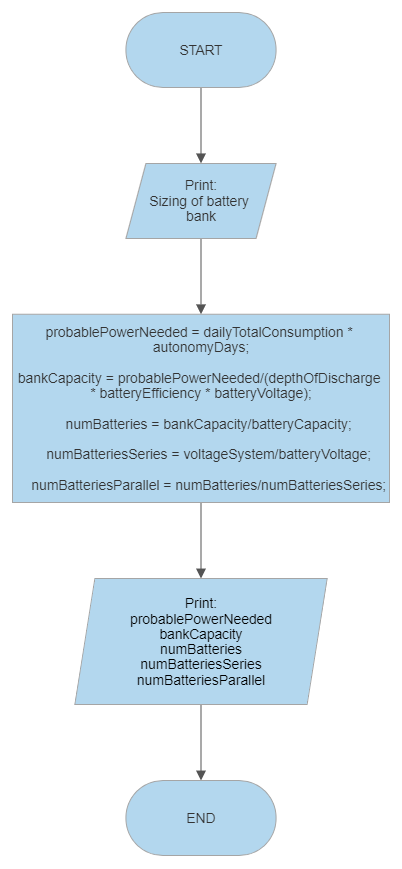 START
Print:
Sizing of battery
bank
probablePowerNeeded = dailyTotalConsumption *
autonomyDays;
bankCapacity = probablePowerNeeded/(depthOfDischarge
* batteryEfficiency * batteryVoltage);
numBatteries = bankCapacity/batteryCapacity;
numBatteriesSeries = voltageSystem/batteryVoltage;
numBatteriesParallel = numBatteries/numBatteriesSeries;
Print:
probablePowerNeeded
bankCapacity
numBatteries
numBatteriesSeries
numBatteriesParallel
END